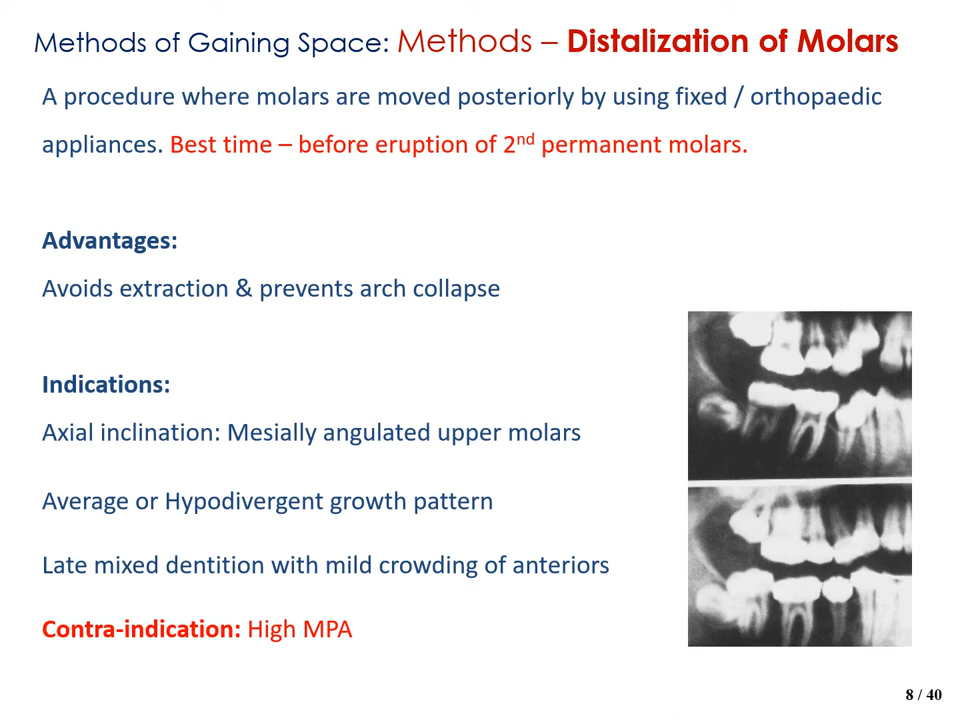 Methods of Gaining Space: Methods – Distalization of Molars
A procedure where molars are moved posteriorly by using fixed / orthopaedic
appliances. Best time – before eruption of 2nd permanent molars.
Advantages:
Avoids extraction & prevents arch collapse
Indications:
Axial inclination: Mesially angulated upper molars
Average or Hypodivergent growth pattern
Late mixed dentition with mild crowding of anteriors
Contra-indication: High MPA
8 / 40